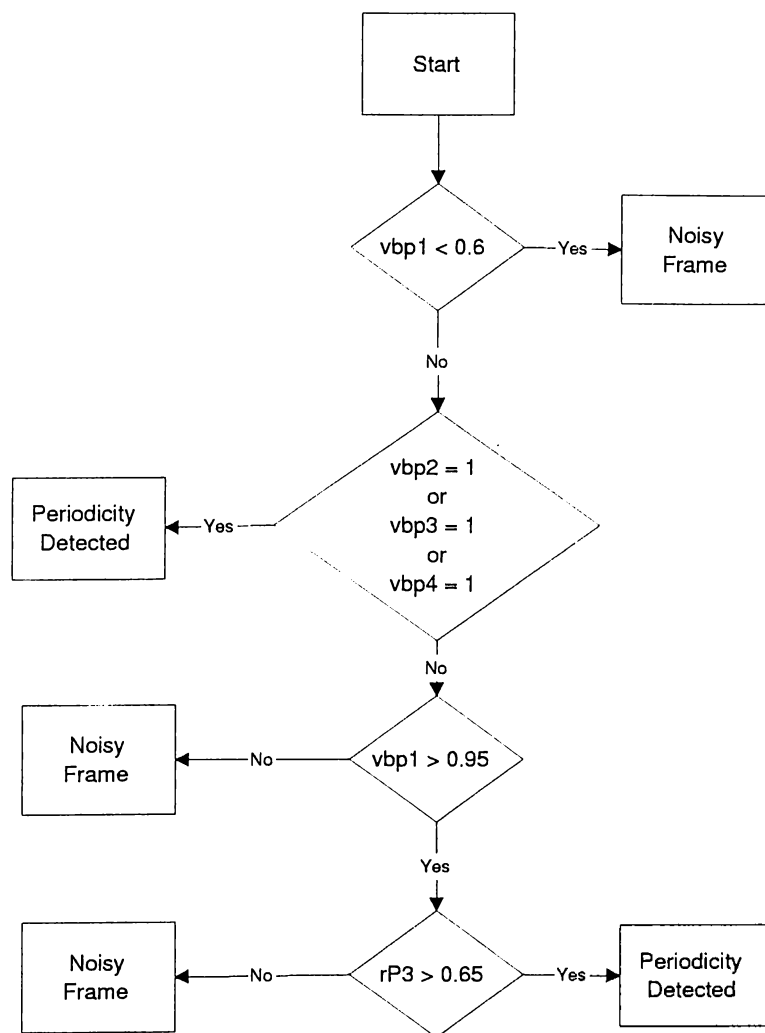 Start
vbp1 < 0.6
Yes
Noisy
Frame
No
vbp2 = 1
or
vbp3 = 1
or
vbp4 = 1
Yes
Periodicity
Detected
No
vbp1 > 0.95
No
Noisy
Frame
Yes
rP3 > 0.65
No
Noisy
Frame
Yes
Periodicity
Detected